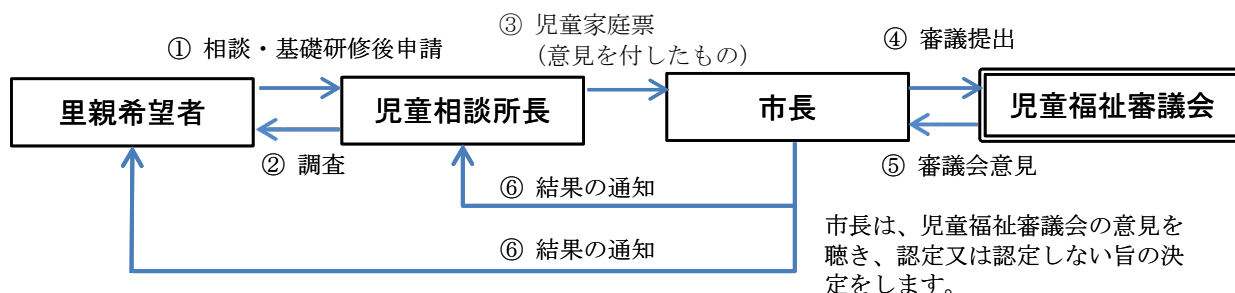 ① 相談・基礎研修後申請
③ 児童家庭票
（意見を付したもの）
④ 審議提出
里親希望者
児童相談所長
市長
児童福祉審議会
② 調査
⑤ 審議会意見
⑥ 結果の通知
⑥ 結果の通知
市長は、児童福祉審議会の意見を
聴き、認定又は認定しない旨の決
定をします。